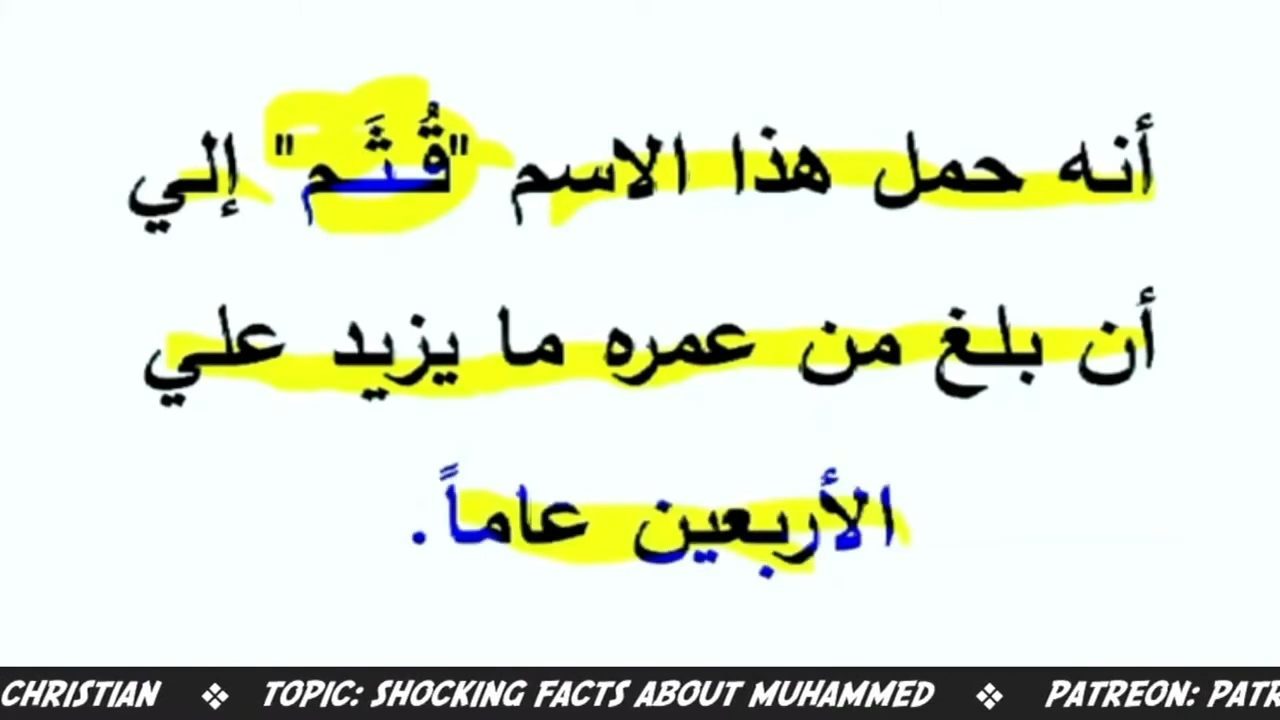 أنه حمل هذا الاسم "قُثَم" إلي
أن بلغ من عمره ما يزيد علي
الأربعين عاماً.
CHRISTIAN ❖ TOPIC: SHOCKING FACTS ABOUT MUHAMMED ❖ PATREON: